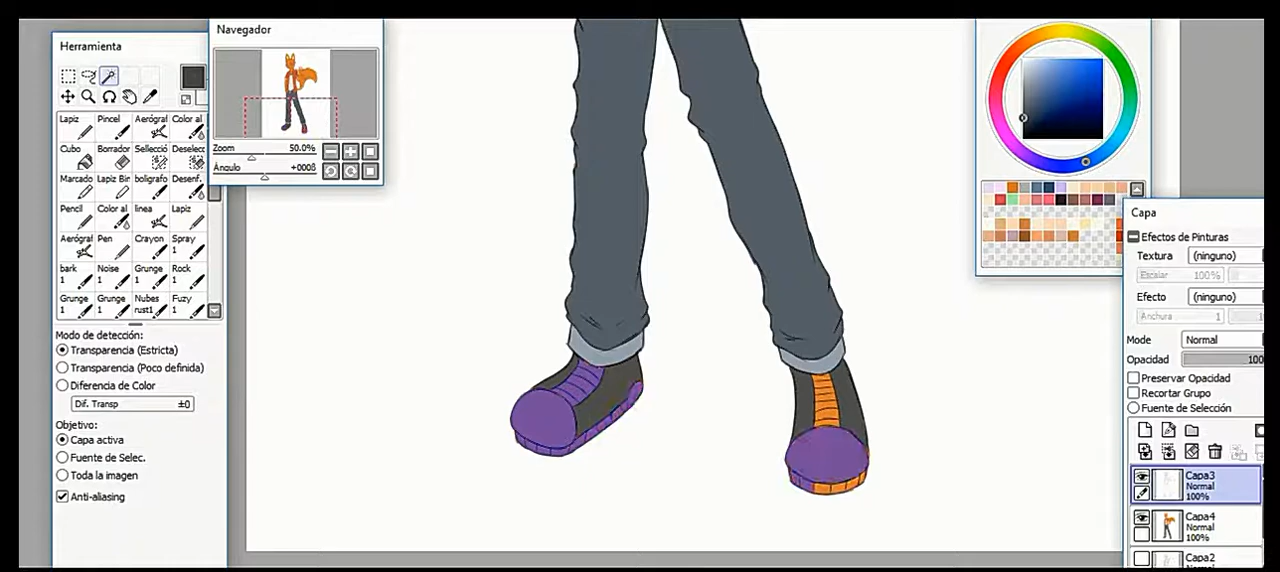 Herramienta
Navegador
Zoom 50.0%
Ángulo +0008
Lapiz Pincel Aerógraf Color al
Cubo Borrador Selecció Deselecc
Marcado Lapiz Bin boligrafo Desenf.
Pencil Color al linea Lapiz
Aerógraf Pen Crayon Spray
1
bark Noise Grunge Rock
1 1 1 1
Grunge Grunge Nubes Fuzy
1 1 rust1 1
Modo de detección:
Transparencia (Estricta)
Transparencia (Poco definida)
Diferencia de Color
Dif. Transp ±0
Objetivo:
Capa activa
Fuente de Selec.
Toda la imagen
Anti-aliasing
Capa
Efectos de Pinturas
Textura (ninguno)
Escalar 100%
Efecto (ninguno)
Anchura 1
Mode Normal
Opacidad 100
Preservar Opacidad
Recortar Grupo
Fuente de Selección
Capa3
Normal
100%
Capa4
Normal
100%
Capa2
Normal